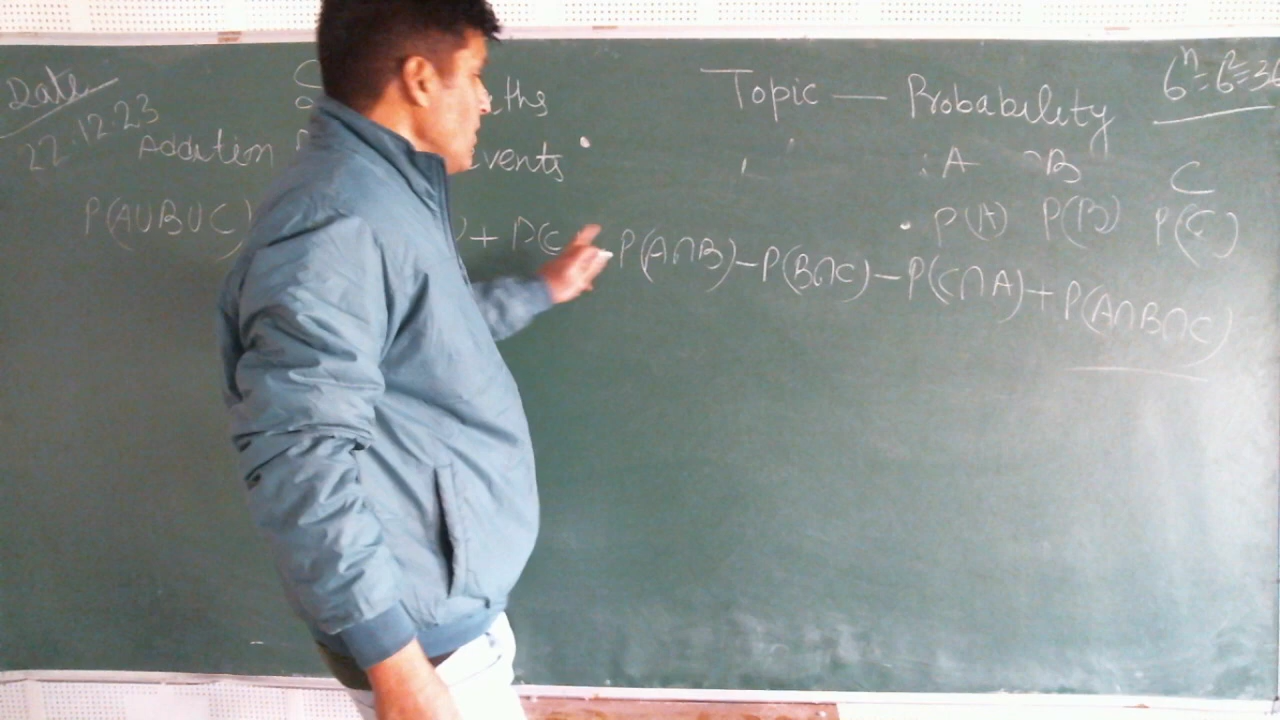 Date
22.12.23
Topic — Probability
6ⁿ = 6² = 36
Addition Events
A B C
P(A) P(B) P(C)
P(A∪B∪C) ) + P(C - P(A∩B) - P(B∩C) - P(C∩A) + P(A∩B∩C)